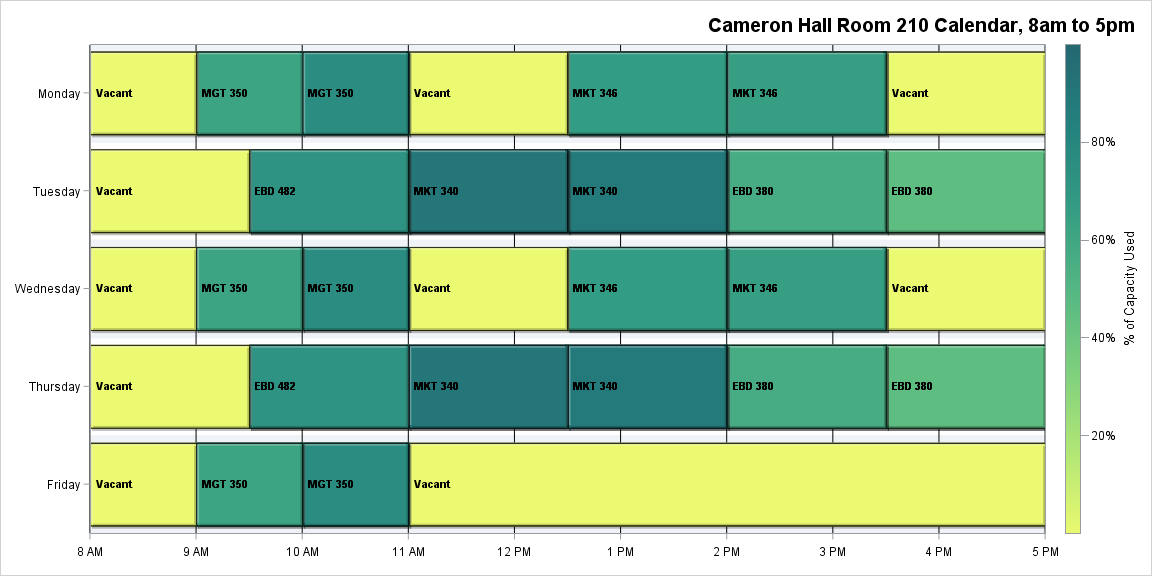 Cameron Hall Room 210 Calendar, 8am to 5pm
Monday Vacant MGT 350 MGT 350 Vacant MKT 346 MKT 346 Vacant
80%
Tuesday Vacant EBD 482 MKT 340 MKT 340 EBD 380 EBD 380
60%
Wednesday Vacant MGT 350 MGT 350 Vacant MKT 346 MKT 346 Vacant
% of Capacity Used
40%
Thursday Vacant EBD 482 MKT 340 MKT 340 EBD 380 EBD 380
20%
Friday Vacant MGT 350 MGT 350 Vacant
8 AM 9 AM 10 AM 11 AM 12 PM 1 PM 2 PM 3 PM 4 PM 5 PM